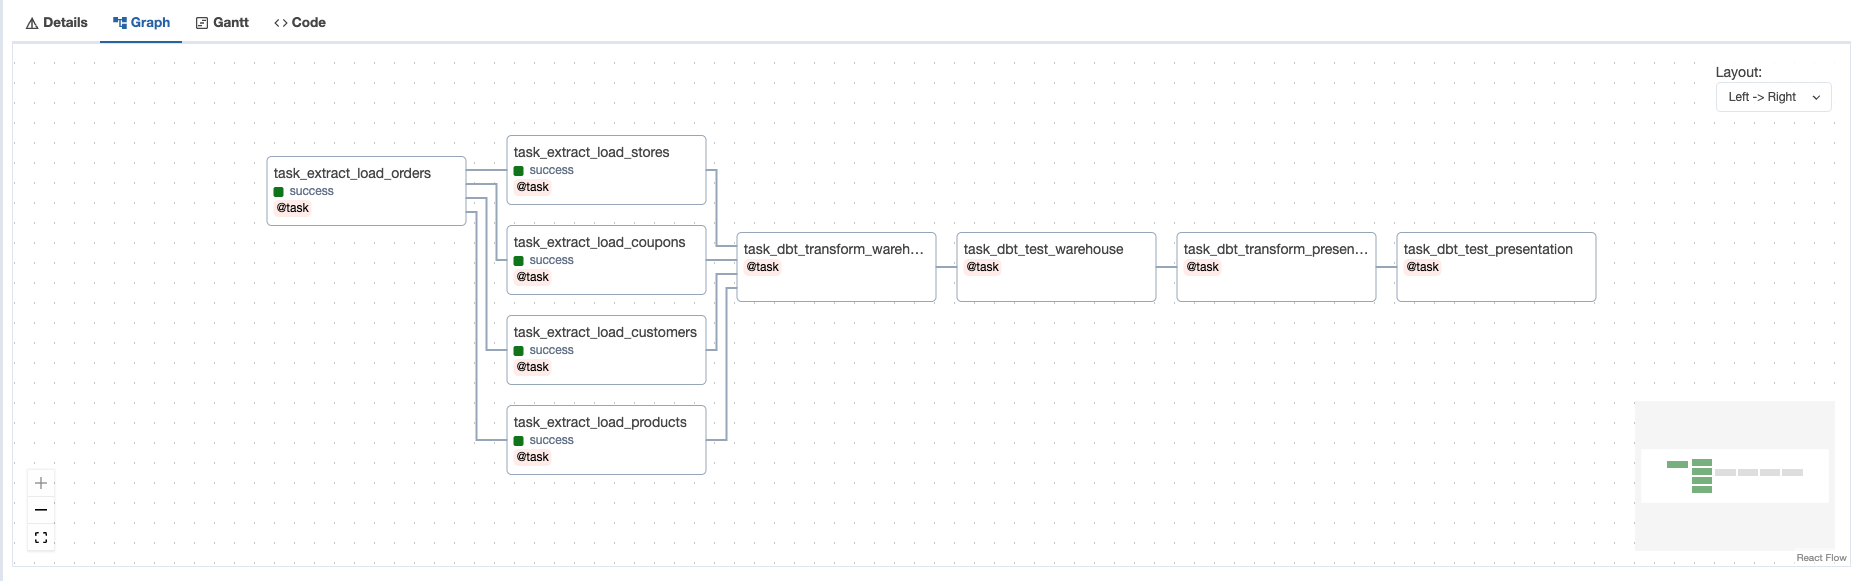 Details
Graph
Gantt
Code
Layout:
Left -> Right
task_extract_load_orders
success
@task
task_extract_load_stores
success
@task
task_extract_load_coupons
success
@task
task_extract_load_customers
success
@task
task_extract_load_products
success
@task
task_dbt_transform_wareh...
@task
task_dbt_test_warehouse
@task
task_dbt_transform_presen...
@task
task_dbt_test_presentation
@task
React Flow